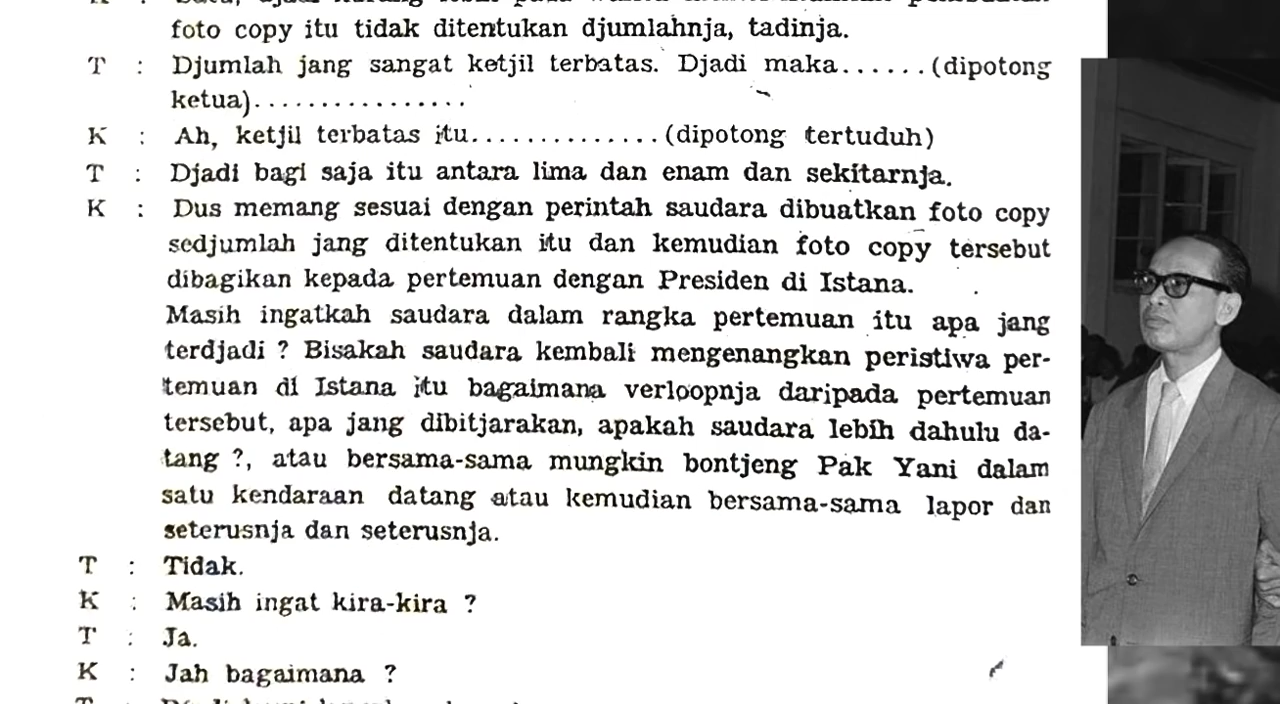 foto copy itu tidak ditentukan djumlahnja, tadinja.
T : Djumlah jang sangat ketjil terbatas. Djadi maka......(dipotong
ketua)................
K : Ah, ketjil terbatas itu..............(dipotong tertuduh)
T : Djadi bagi saja itu antara lima dan enam dan sekitarnja.
K : Dus memang sesuai dengan perintah saudara dibuatkan foto copy
sedjumlah jang ditentukan itu dan kemudian foto copy tersebut
dibagikan kepada pertemuan dengan Presiden di Istana.
Masih ingatkah saudara dalam rangka pertemuan itu apa jang
terdjadi ? Bisakah saudara kembali mengenangkan peristiwa per-
temuan di Istana itu bagaimana verloopnja daripada pertemuan
tersebut, apa jang dibitjarakan, apakah saudara lebih dahulu da-
tang ?, atau bersama-sama mungkin bontjeng Pak Yani dalam
satu kendaraan datang atau kemudian bersama-sama lapor dan
seterusnja dan seterusnja.
T : Tidak.
K : Masih ingat kira-kira ?
T : Ja.
K : Jah bagaimana ?